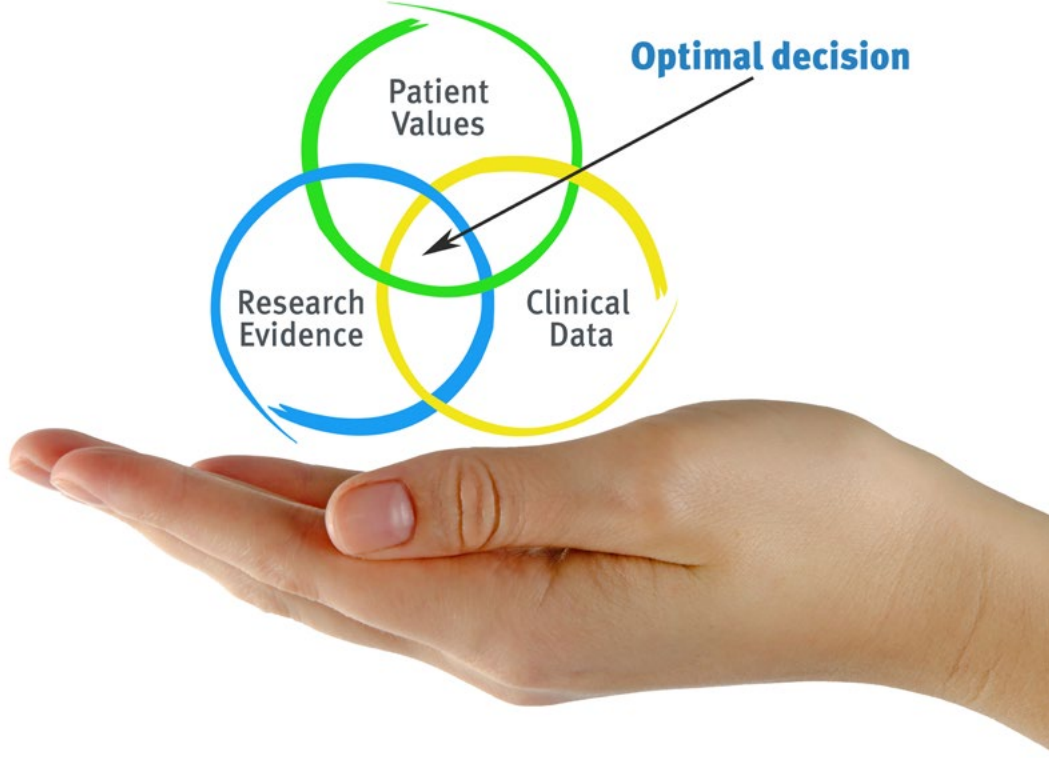 Optimal decision
Patient
Values
Research
Evidence
Clinical
Data